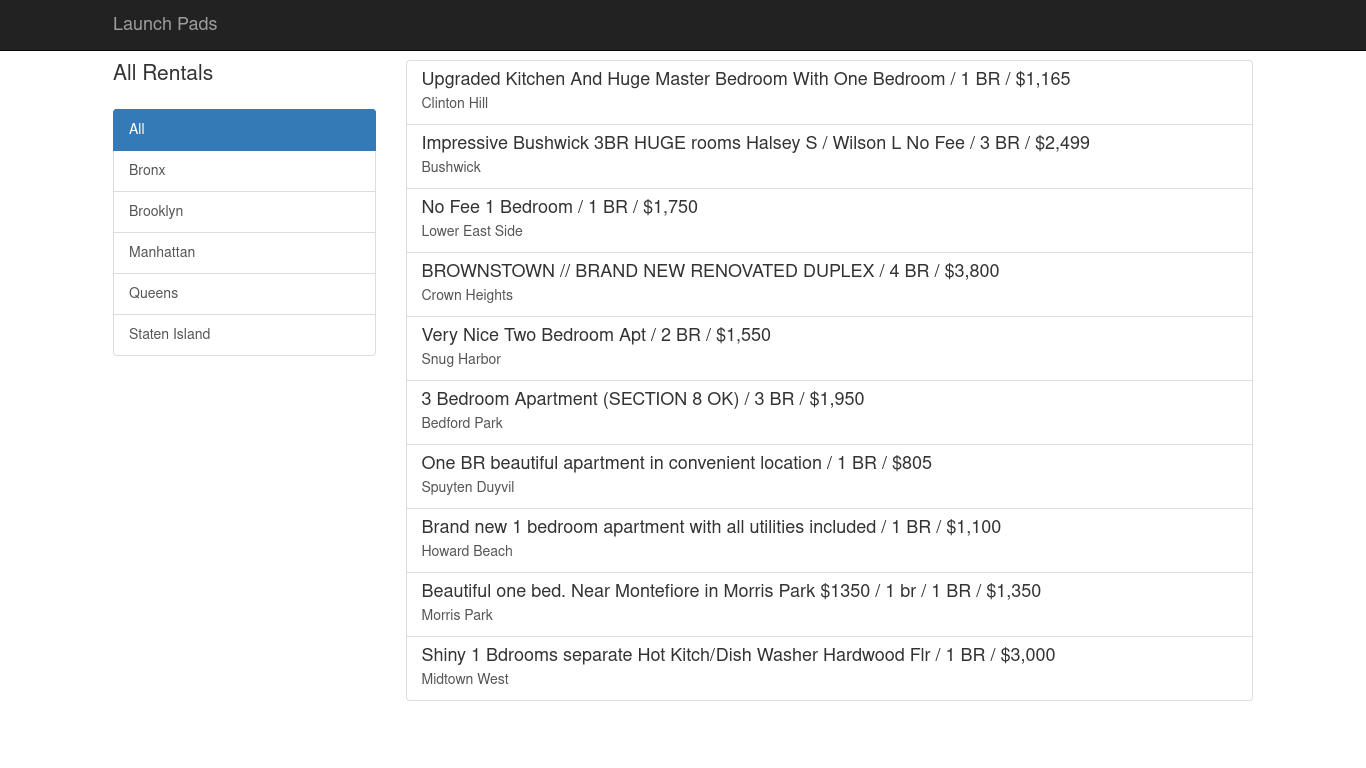 Launch Pads
All Rentals
All
Bronx
Brooklyn
Manhattan
Queens
Staten Island
Upgraded Kitchen And Huge Master Bedroom With One Bedroom / 1 BR / $1,165
Clinton Hill
Impressive Bushwick 3BR HUGE rooms Halsey S / Wilson L No Fee / 3 BR / $2,499
Bushwick
No Fee 1 Bedroom / 1 BR / $1,750
Lower East Side
BROWNSTOWN // BRAND NEW RENOVATED DUPLEX / 4 BR / $3,800
Crown Heights
Very Nice Two Bedroom Apt / 2 BR / $1,550
Snug Harbor
3 Bedroom Apartment (SECTION 8 OK) / 3 BR / $1,950
Bedford Park
One BR beautiful apartment in convenient location / 1 BR / $805
Spuyten Duyvil
Brand new 1 bedroom apartment with all utilities included / 1 BR / $1,100
Howard Beach
Beautiful one bed. Near Montefiore in Morris Park $1350 / 1 br / 1 BR / $1,350
Morris Park
Shiny 1 Bdrooms separate Hot Kitch/Dish Washer Hardwood Flr / 1 BR / $3,000
Midtown West